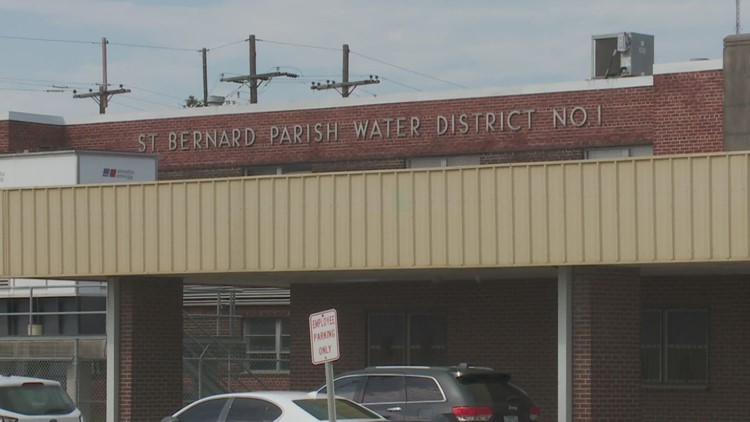 ST BERNARD PARISH WATER DISTRICT NO.1
EMPLOYEE
PARKING
ONLY